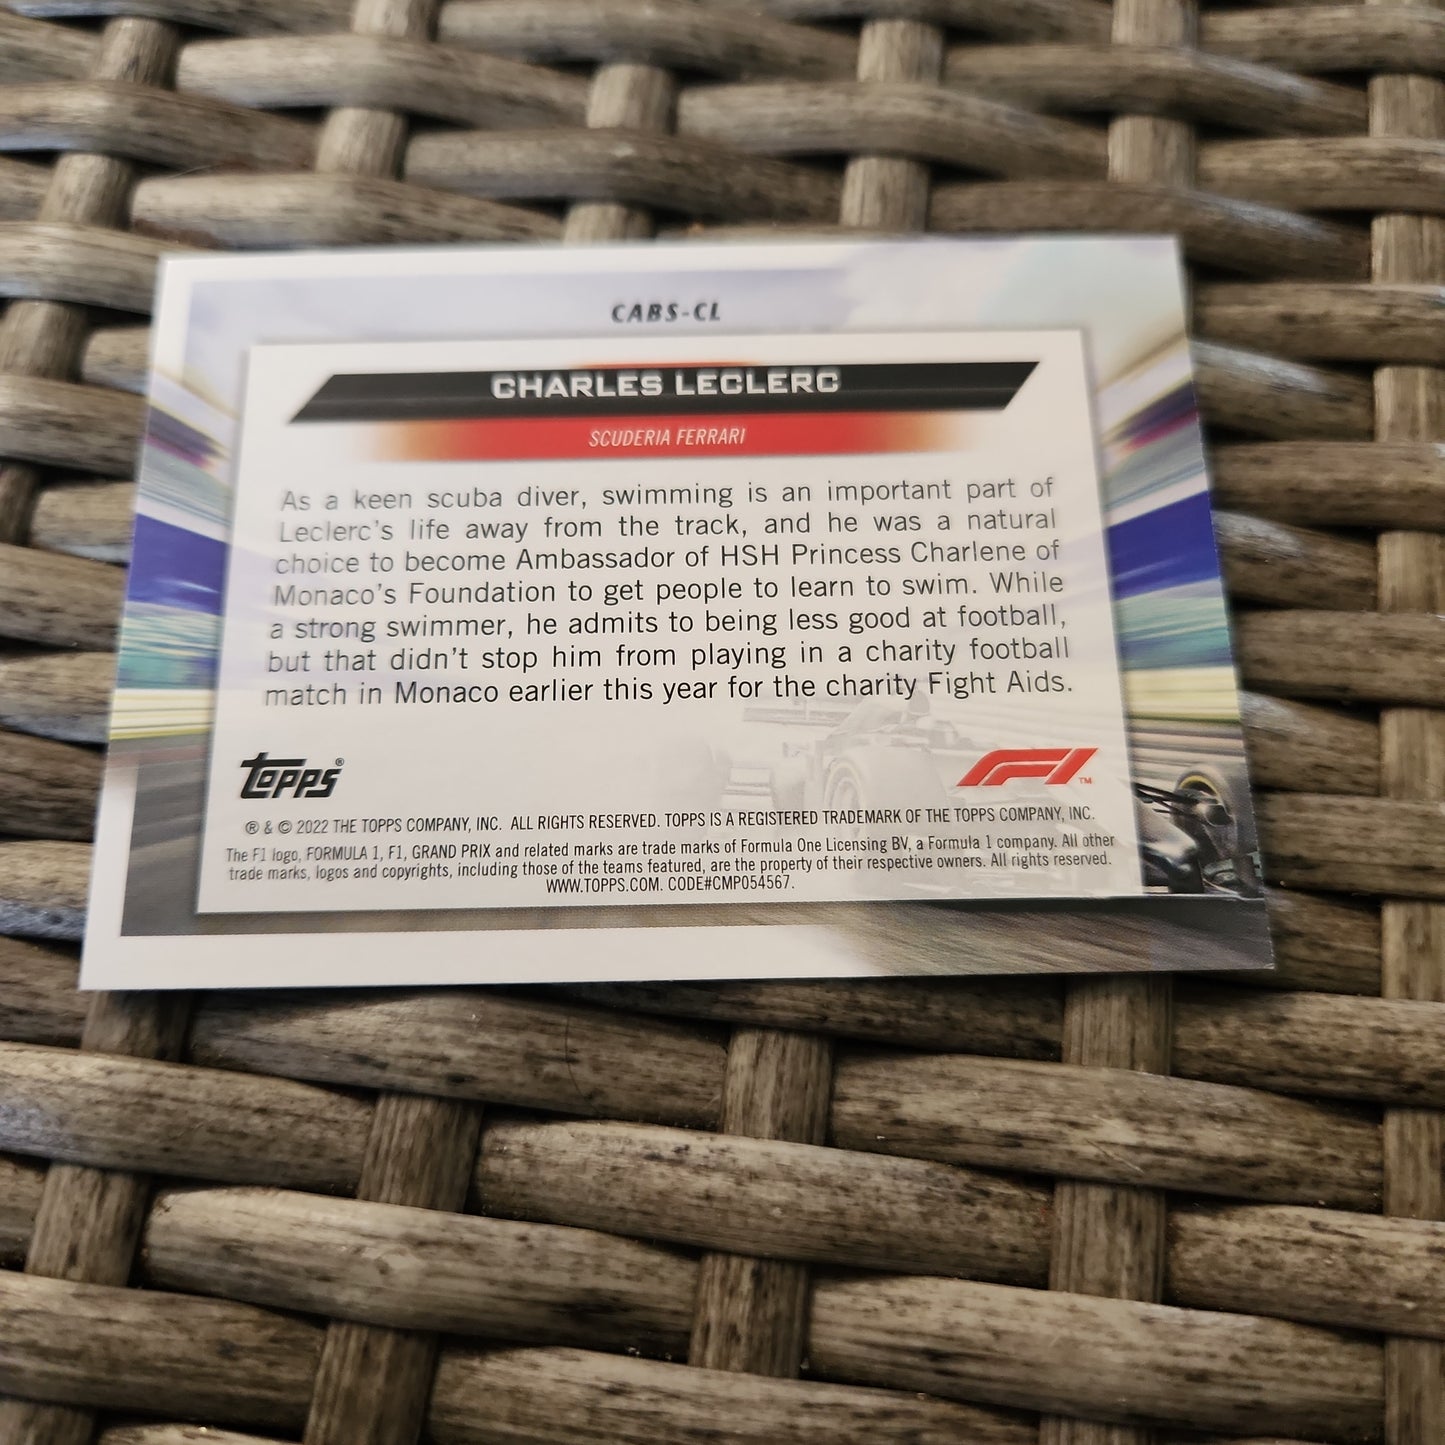 CABS-CL
CHARLES LECLERC
SCUDERIA FERRARI
As a keen scuba diver, swimming is an important part of
Leclerc's life away from the track, and he was a natural
choice to become Ambassador of HSH Princess Charlene of
Monaco's Foundation to get people to learn to swim. While
a strong swimmer, he admits to being less good at football,
but that didn't stop him from playing in a charity football
match in Monaco earlier this year for the charity Fight Aids.
Topps®
F1™
® & © 2022 THE TOPPS COMPANY, INC. ALL RIGHTS RESERVED. TOPPS IS A REGISTERED TRADEMARK OF THE TOPPS COMPANY, INC.
The F1 logo, FORMULA 1, F1, GRAND PRIX and related marks are trade marks of Formula One Licensing BV, a Formula 1 company. All other
trade marks, logos and copyrights, including those of the teams featured, are the property of their respective owners. All rights reserved.
WWW.TOPPS.COM. CODE#CMP054567.